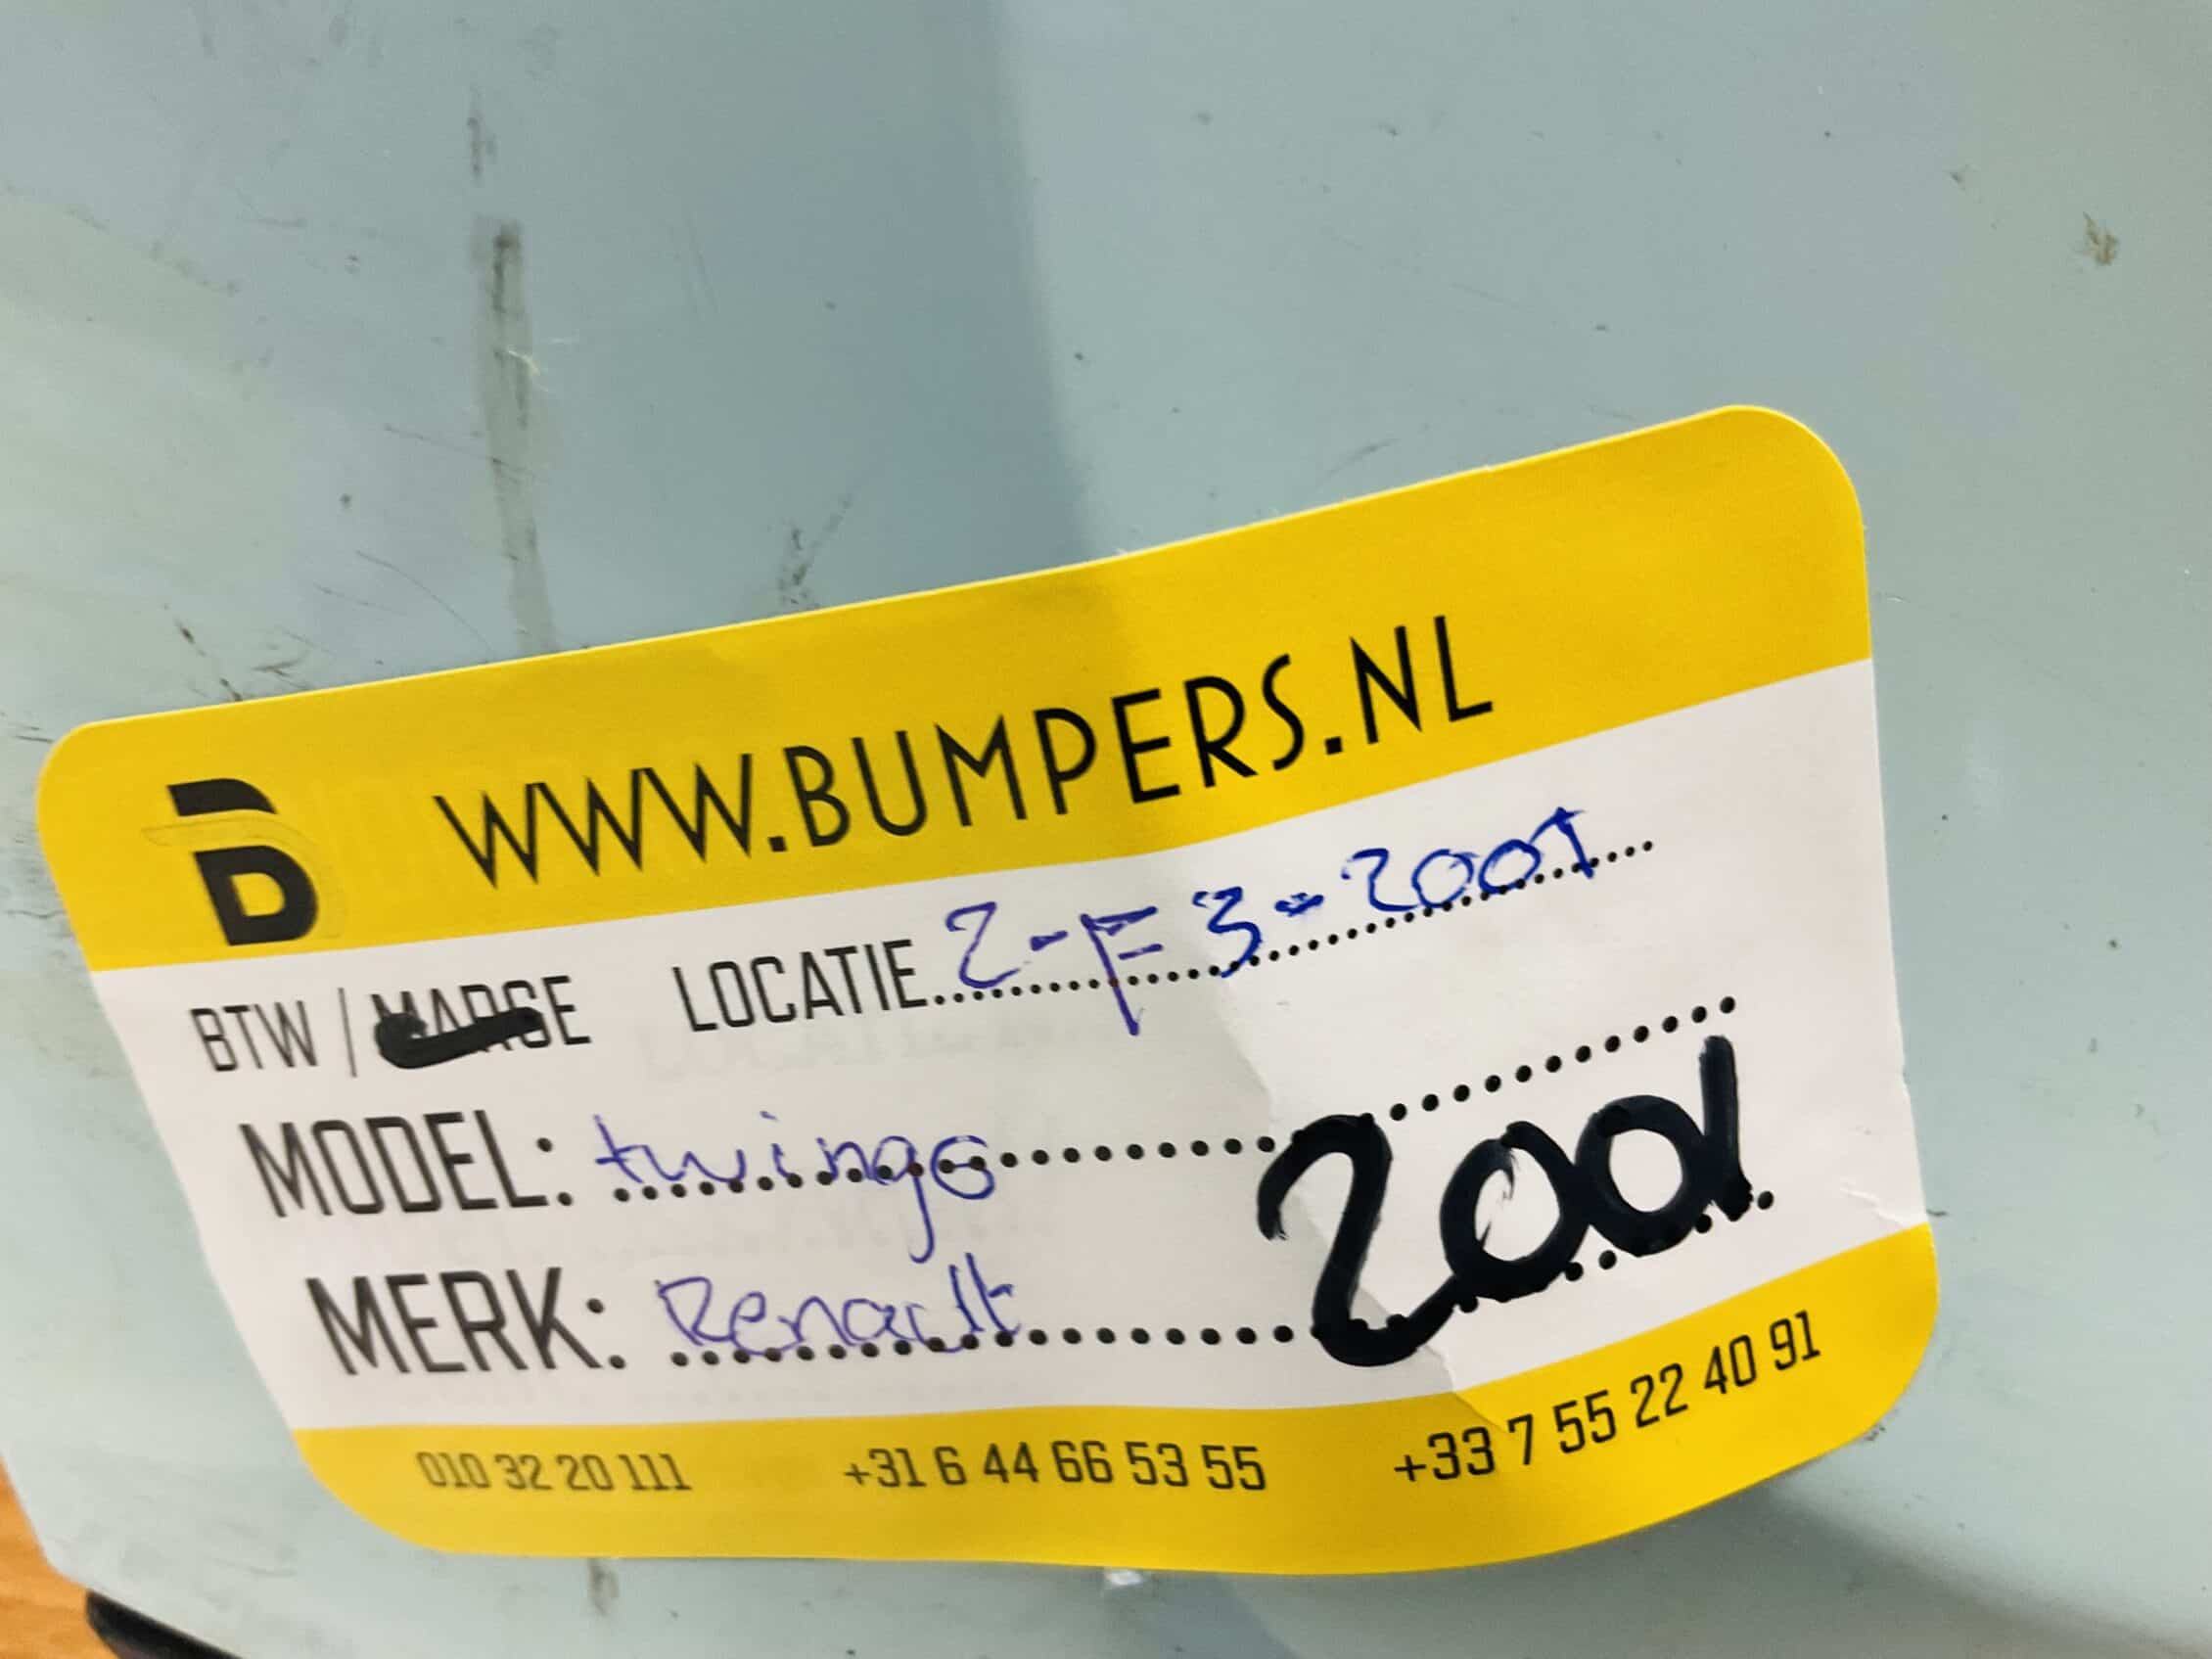 WWW.BUMPERS.NL
BTW / MARGE LOCATIE 2-F3-2001
MODEL: twingo
MERK: Renault
2001
010 32 20 111 +31 6 44 66 53 55 +33 7 55 22 40 91